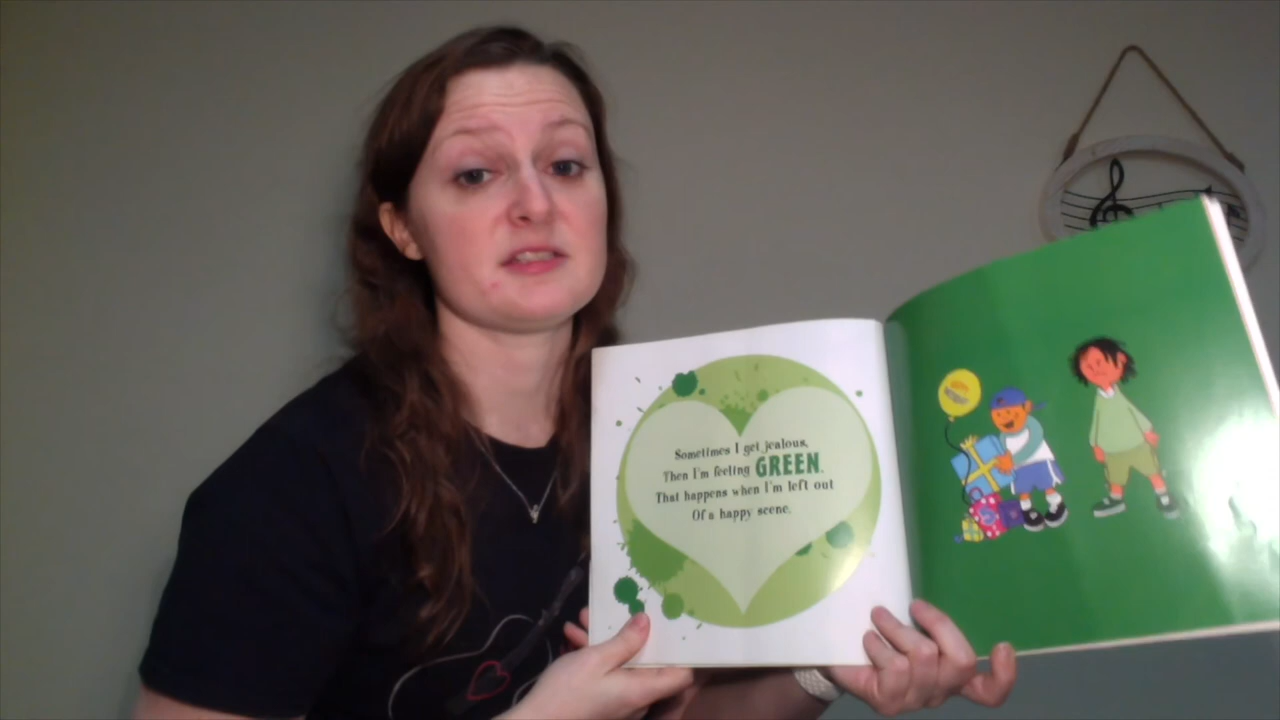 Sometimes I get jealous,
Then I'm feeling GREEN.
That happens when I'm left out
Of a happy scene.